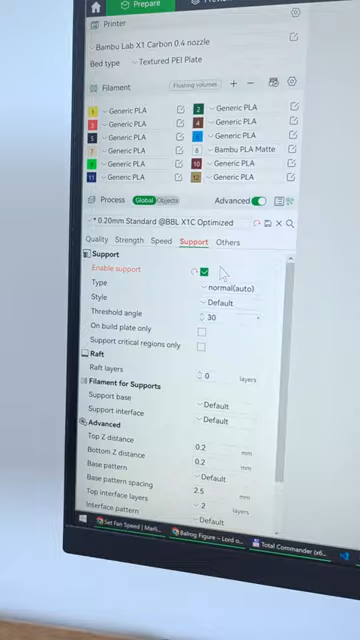 Prepare
Printer
Bambu Lab X1 Carbon 0.4 nozzle
Bed type Textured PEI Plate
Filament Flushing volumes
1 Generic PLA 2 Generic PLA
3 Generic PLA 4 Generic PLA
5 Generic PLA 6 Generic PLA
7 Generic PLA 8 Bambu PLA Matte
9 Generic PLA 10 Generic PLA
11 Generic PLA 12 Generic PLA
Process Global Objects Advanced
* 0.20mm Standard @BBL X1C Optimized
Quality Strength Speed Support Others
Support
Enable support
Type normal(auto)
Style Default
Threshold angle 30
On build plate only
Support critical regions only
Raft
Raft layers 0 layers
Filament for Supports
Support base Default
Support interface Default
Advanced
Top Z distance 0.2 mm
Bottom Z distance 0.2 mm
Base pattern Default
Base pattern spacing 2.5 mm
Top interface layers 2 layers
Interface pattern Default
Set Fan Speed | Marli... Balrog Figure – Lord o... Total Commander (x6...